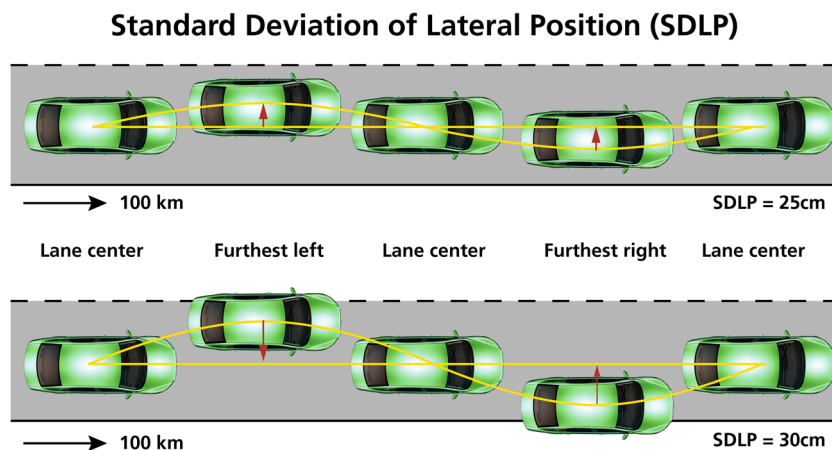 Standard Deviation of Lateral Position (SDLP)
100 km
SDLP = 25cm
Lane center
Furthest left
Lane center
Furthest right
Lane center
100 km
SDLP = 30cm